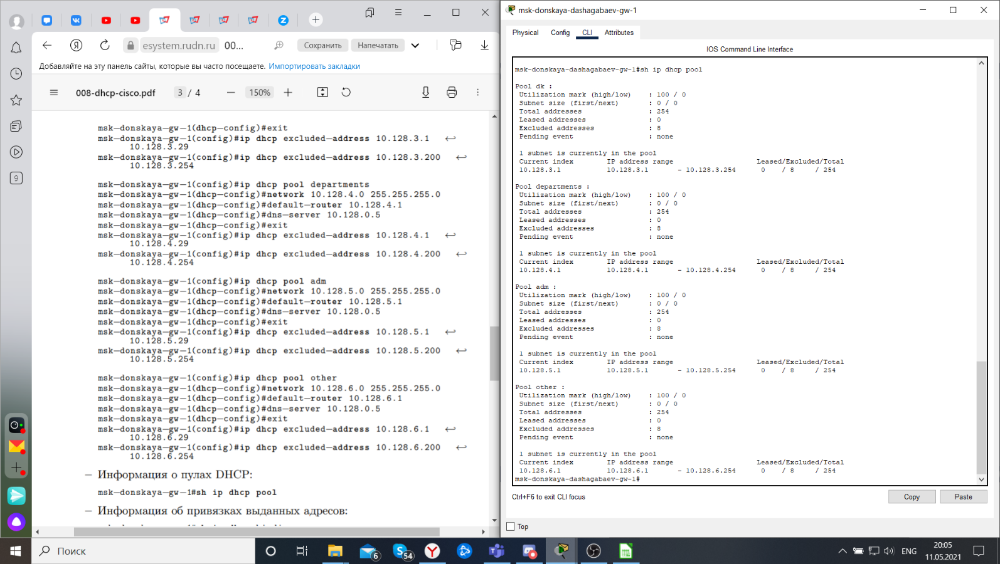 esystem.rudn.ru 00...
Сохранить
Напечатать
Добавляйте на эту панель сайты, которые вы часто посещаете. Импортировать закладки
008-dhcp-cisco.pdf
3 / 4
150%
9
msk-donskaya-gw-1(dhcp-config)#exit
msk-donskaya-gw-1(config)#ip dhcp excluded-address 10.128.3.1 ↩
10.128.3.29
msk-donskaya-gw-1(config)#ip dhcp excluded-address 10.128.3.200 ↩
10.128.3.254
msk-donskaya-gw-1(config)#ip dhcp pool departments
msk-donskaya-gw-1(dhcp-config)#network 10.128.4.0 255.255.255.0
msk-donskaya-gw-1(dhcp-config)#default-router 10.128.4.1
msk-donskaya-gw-1(dhcp-config)#dns-server 10.128.0.5
msk-donskaya-gw-1(dhcp-config)#exit
msk-donskaya-gw-1(config)#ip dhcp excluded-address 10.128.4.1 ↩
10.128.4.29
msk-donskaya-gw-1(config)#ip dhcp excluded-address 10.128.4.200 ↩
10.128.4.254
msk-donskaya-gw-1(config)#ip dhcp pool adm
msk-donskaya-gw-1(dhcp-config)#network 10.128.5.0 255.255.255.0
msk-donskaya-gw-1(dhcp-config)#default-router 10.128.5.1
msk-donskaya-gw-1(dhcp-config)#dns-server 10.128.0.5
msk-donskaya-gw-1(dhcp-config)#exit
msk-donskaya-gw-1(config)#ip dhcp excluded-address 10.128.5.1 ↩
10.128.5.29
msk-donskaya-gw-1(config)#ip dhcp excluded-address 10.128.5.200 ↩
10.128.5.254
msk-donskaya-gw-1(config)#ip dhcp pool other
msk-donskaya-gw-1(dhcp-config)#network 10.128.6.0 255.255.255.0
msk-donskaya-gw-1(dhcp-config)#default-router 10.128.6.1
msk-donskaya-gw-1(dhcp-config)#dns-server 10.128.0.5
msk-donskaya-gw-1(dhcp-config)#exit
msk-donskaya-gw-1(config)#ip dhcp excluded-address 10.128.6.1 ↩
10.128.6.29
msk-donskaya-gw-1(config)#ip dhcp excluded-address 10.128.6.200 ↩
10.128.6.254
– Информация о пулах DHCP:
msk-donskaya-gw-1#sh ip dhcp pool
– Информация об привязках выданных адресов:
msk-donskaya-dashagabaev-gw-1
Physical Config CLI Attributes
IOS Command Line Interface
msk-donskaya-dashagabaev-gw-1#sh ip dhcp pool
Pool dk :
Utilization mark (high/low) : 100 / 0
Subnet size (first/next) : 0 / 0
Total addresses : 254
Leased addresses : 0
Excluded addresses : 8
Pending event : none
1 subnet is currently in the pool
Current index IP address range Leased/Excluded/Total
10.128.3.1 10.128.3.1 - 10.128.3.254 0 / 8 / 254
Pool departments :
Utilization mark (high/low) : 100 / 0
Subnet size (first/next) : 0 / 0
Total addresses : 254
Leased addresses : 0
Excluded addresses : 8
Pending event : none
1 subnet is currently in the pool
Current index IP address range Leased/Excluded/Total
10.128.4.1 10.128.4.1 - 10.128.4.254 0 / 8 / 254
Pool adm :
Utilization mark (high/low) : 100 / 0
Subnet size (first/next) : 0 / 0
Total addresses : 254
Leased addresses : 0
Excluded addresses : 8
Pending event : none
1 subnet is currently in the pool
Current index IP address range Leased/Excluded/Total
10.128.5.1 10.128.5.1 - 10.128.5.254 0 / 8 / 254
Pool other :
Utilization mark (high/low) : 100 / 0
Subnet size (first/next) : 0 / 0
Total addresses : 254
Leased addresses : 0
Excluded addresses : 8
Pending event : none
1 subnet is currently in the pool
Current index IP address range Leased/Excluded/Total
10.128.6.1 10.128.6.1 - 10.128.6.254 0 / 8 / 254
msk-donskaya-dashagabaev-gw-1#
Ctrl+F6 to exit CLI focus
Copy
Paste
Top
Поиск
6
54
ENG
20:05
11.05.2021